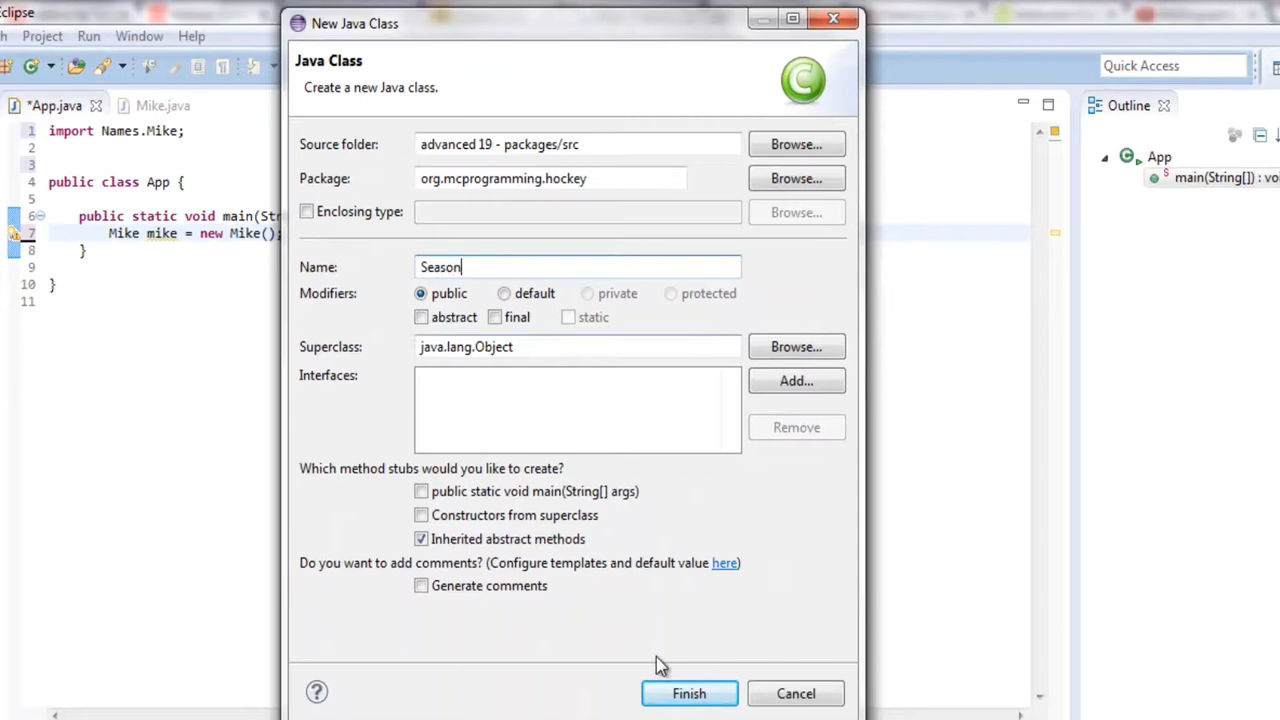 Eclipse
New Java Class
h Project Run Window Help
Java Class
Create a new Java class.
C
Quick Access
*App.java
Mike.java
Outline
1 import Names.Mike;
2
3
4 public class App {
5
6 public static void main(Str
7 Mike mike = new Mike();
8 }
9
10 }
11
Source folder: advanced 19 - packages/src Browse...
Package: org.mcprogramming.hockey Browse...
Enclosing type: Browse...
Name: Season
Modifiers: public default private protected
abstract final static
Superclass: java.lang.Object Browse...
Interfaces: Add...
Remove
Which method stubs would you like to create?
public static void main(String[] args)
Constructors from superclass
Inherited abstract methods
Do you want to add comments? (Configure templates and default value here)
Generate comments
? Finish Cancel
App
main(String[]) : voi